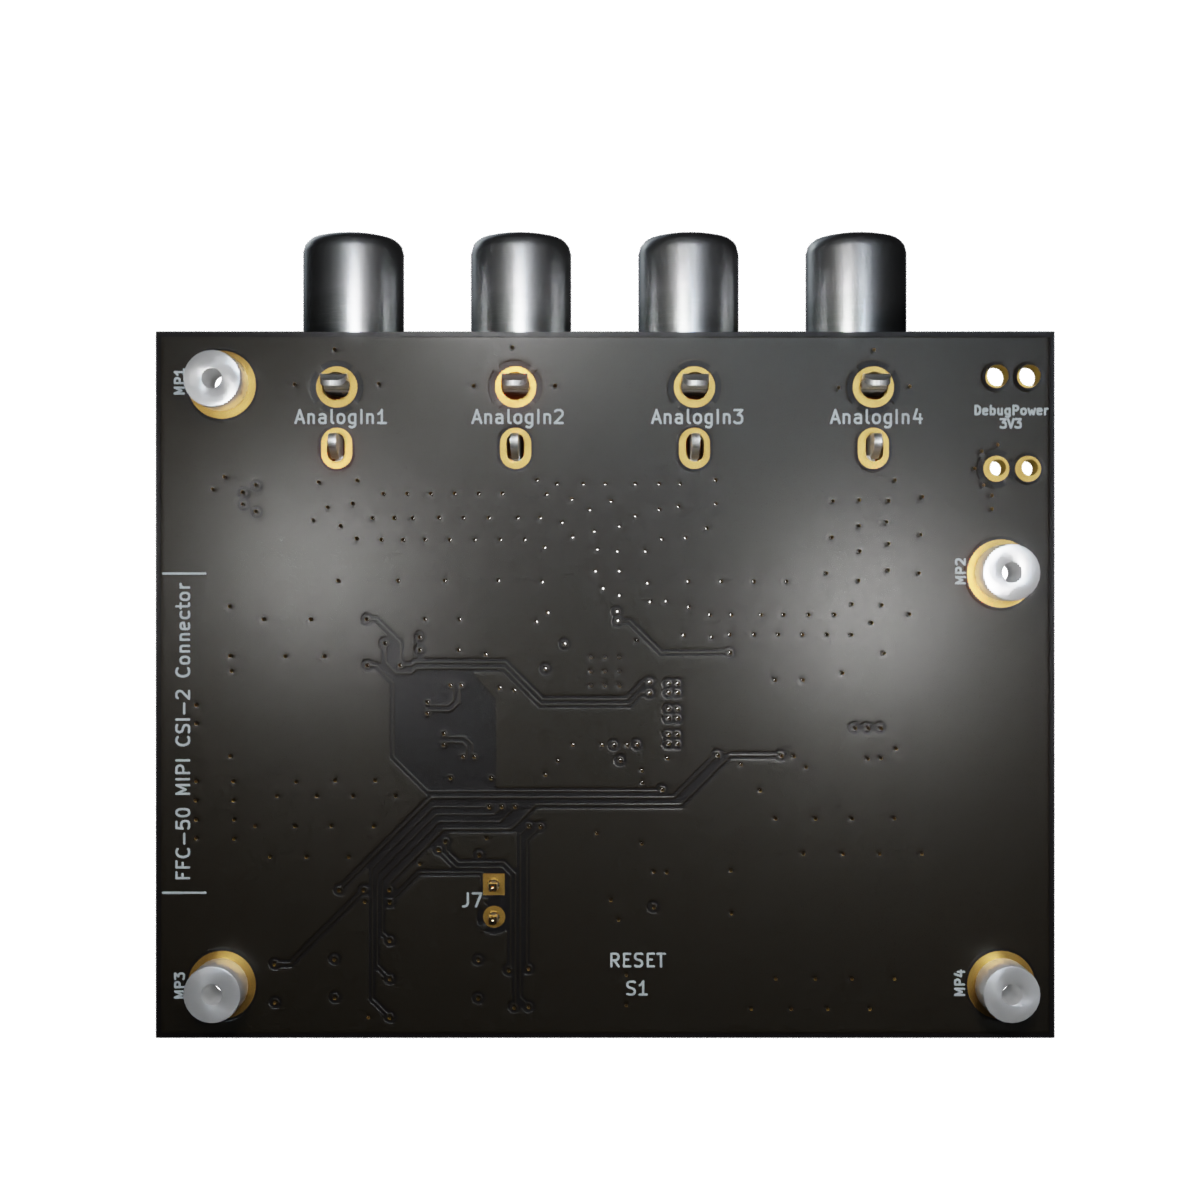 MP1
AnalogIn1
AnalogIn2
AnalogIn3
AnalogIn4
DebugPower
3V3
MP2
FFC-50 MIPI CSI-2 Connector
J7
RESET
S1
MP3
MP4